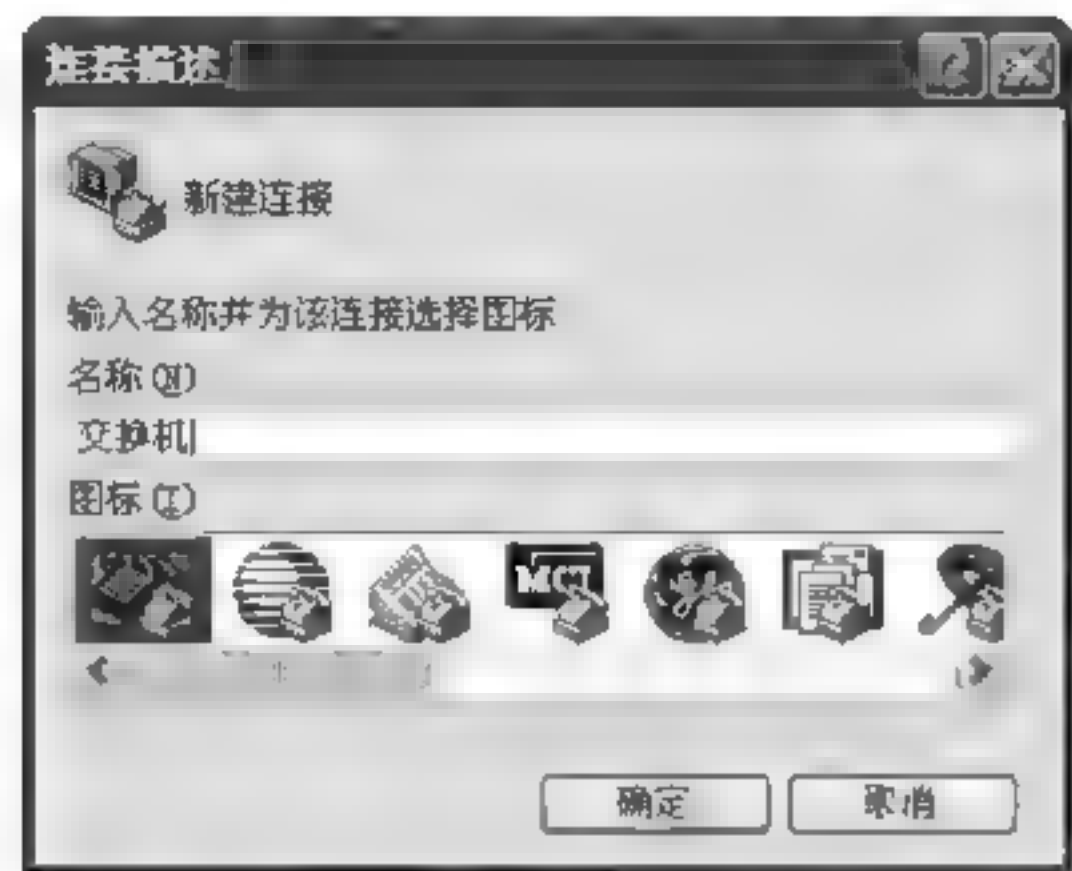 连接描述
新建连接
输入名称并为该连接选择图标
名称(N)
交换机
图标(I)
MCI
确定 取消